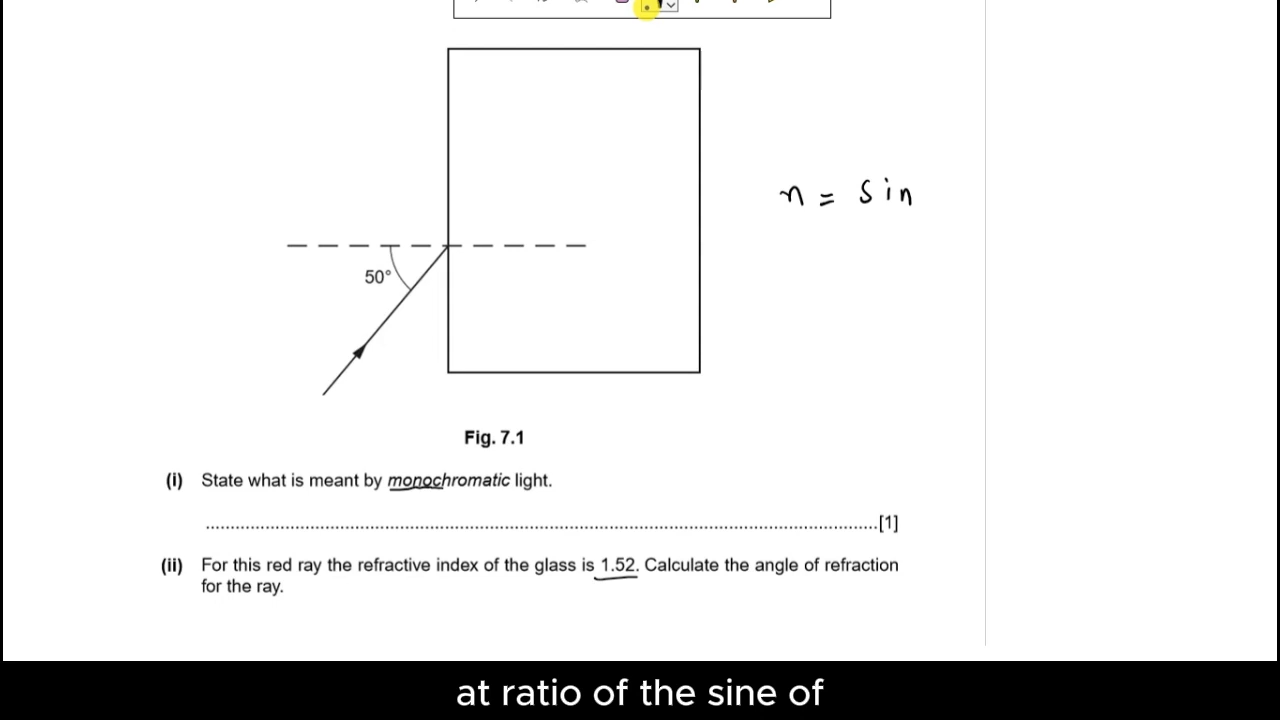 n = sin
50°
Fig. 7.1
(i) State what is meant by monochromatic light.
........................................................................................................................................[1]
(ii) For this red ray the refractive index of the glass is 1.52. Calculate the angle of refraction
for the ray.
at ratio of the sine of